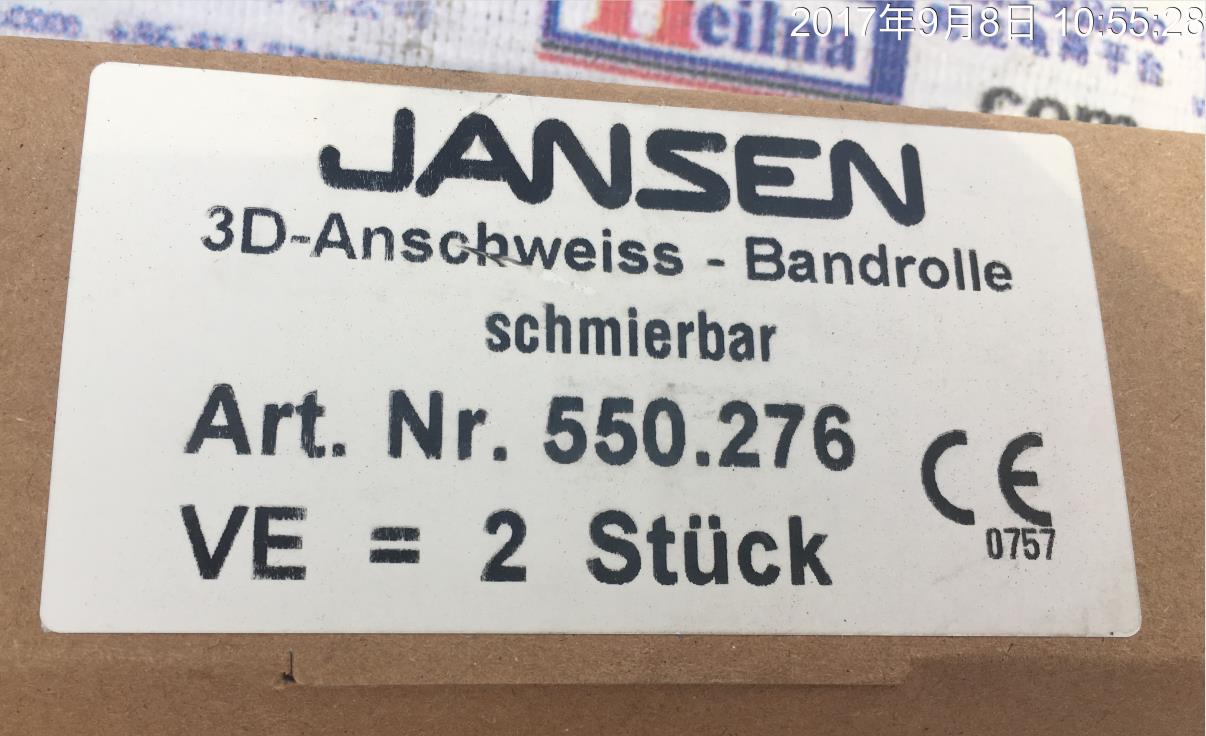 2017年9月8日 10:55:28
com
JANSEN
3D-Anschweiss - Bandrolle
schmierbar
Art. Nr. 550.276
VE = 2 Stück
CE
0757